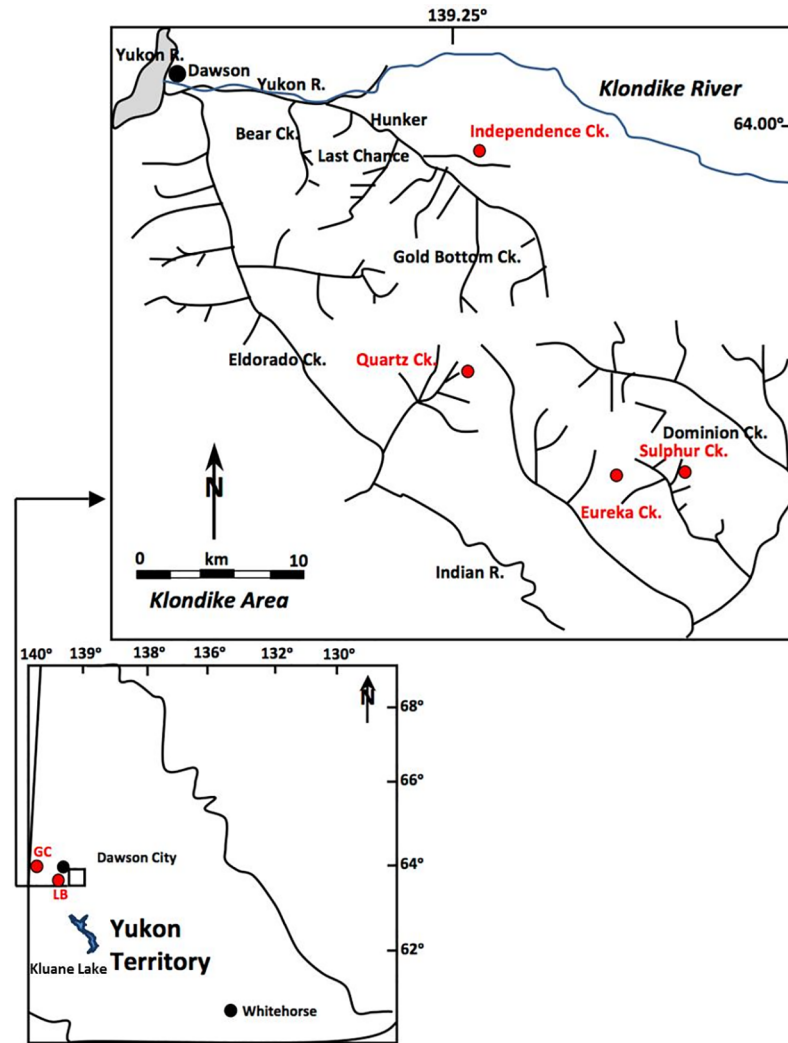 139.25°
Yukon R.
Dawson
Yukon R.
Klondike River
64.00°
Hunker
Bear Ck.
Independence Ck.
Last Chance
Gold Bottom Ck.
Eldorado Ck.
Quartz Ck.
Dominion Ck.
Sulphur Ck.
Eureka Ck.
N
0 km 10
Klondike Area
Indian R.
140° 139° 138° 136° 132° 130°
N
68°
66°
GC
Dawson City
64°
LB
Yukon
Territory
62°
Kluane Lake
Whitehorse